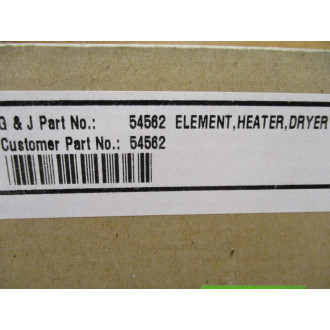 G & J Part No.: 54562 ELEMENT,HEATER,DRYER
Customer Part No.: 54562